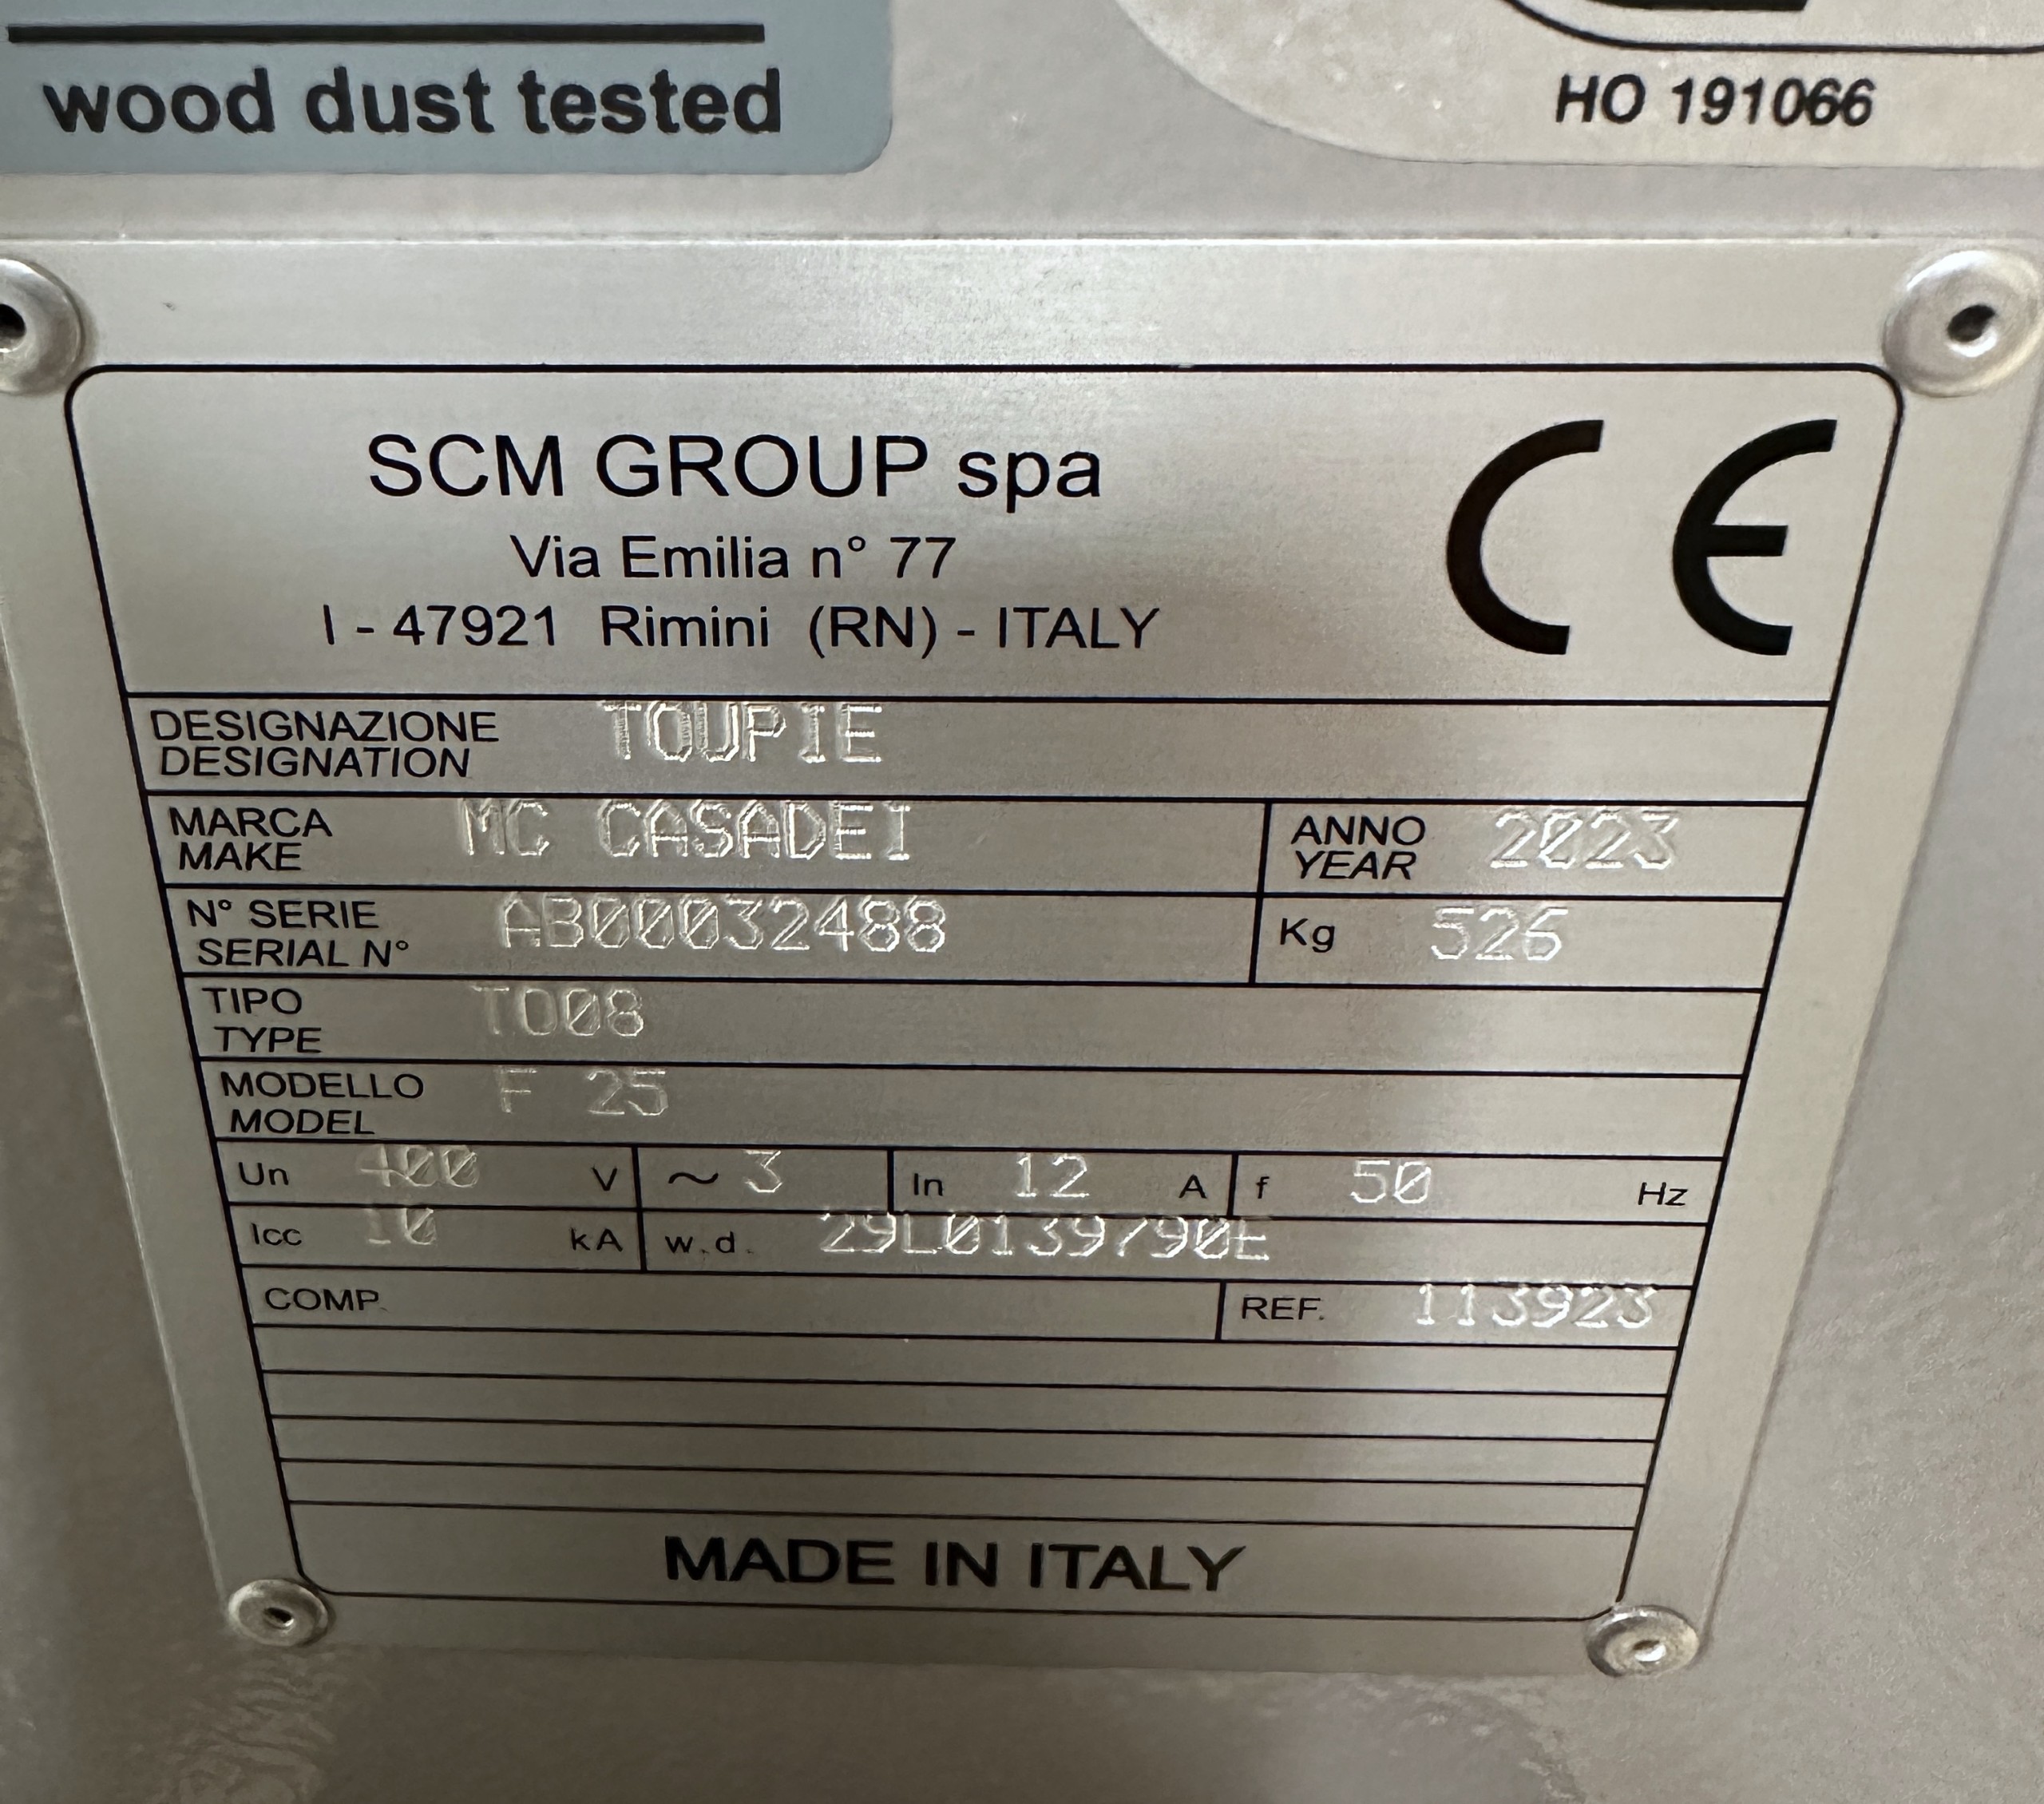 wood dust tested
HO 191066
SCM GROUP spa
CE
Via Emilia n° 77
I - 47921 Rimini (RN) - ITALY
DESIGNAZIONE TOUPIE
DESIGNATION
MARCA MC CASADEI ANNO 2023
MAKE YEAR
N° SERIE AB00032488 Kg 526
SERIAL N°
TIPO TO08
TYPE
MODELLO F 25
MODEL
Un 400 V ~ 3 In 12 A f 50 Hz
Icc 10 kA w.d. 29L0139790E
COMP. REF. 113923
MADE IN ITALY